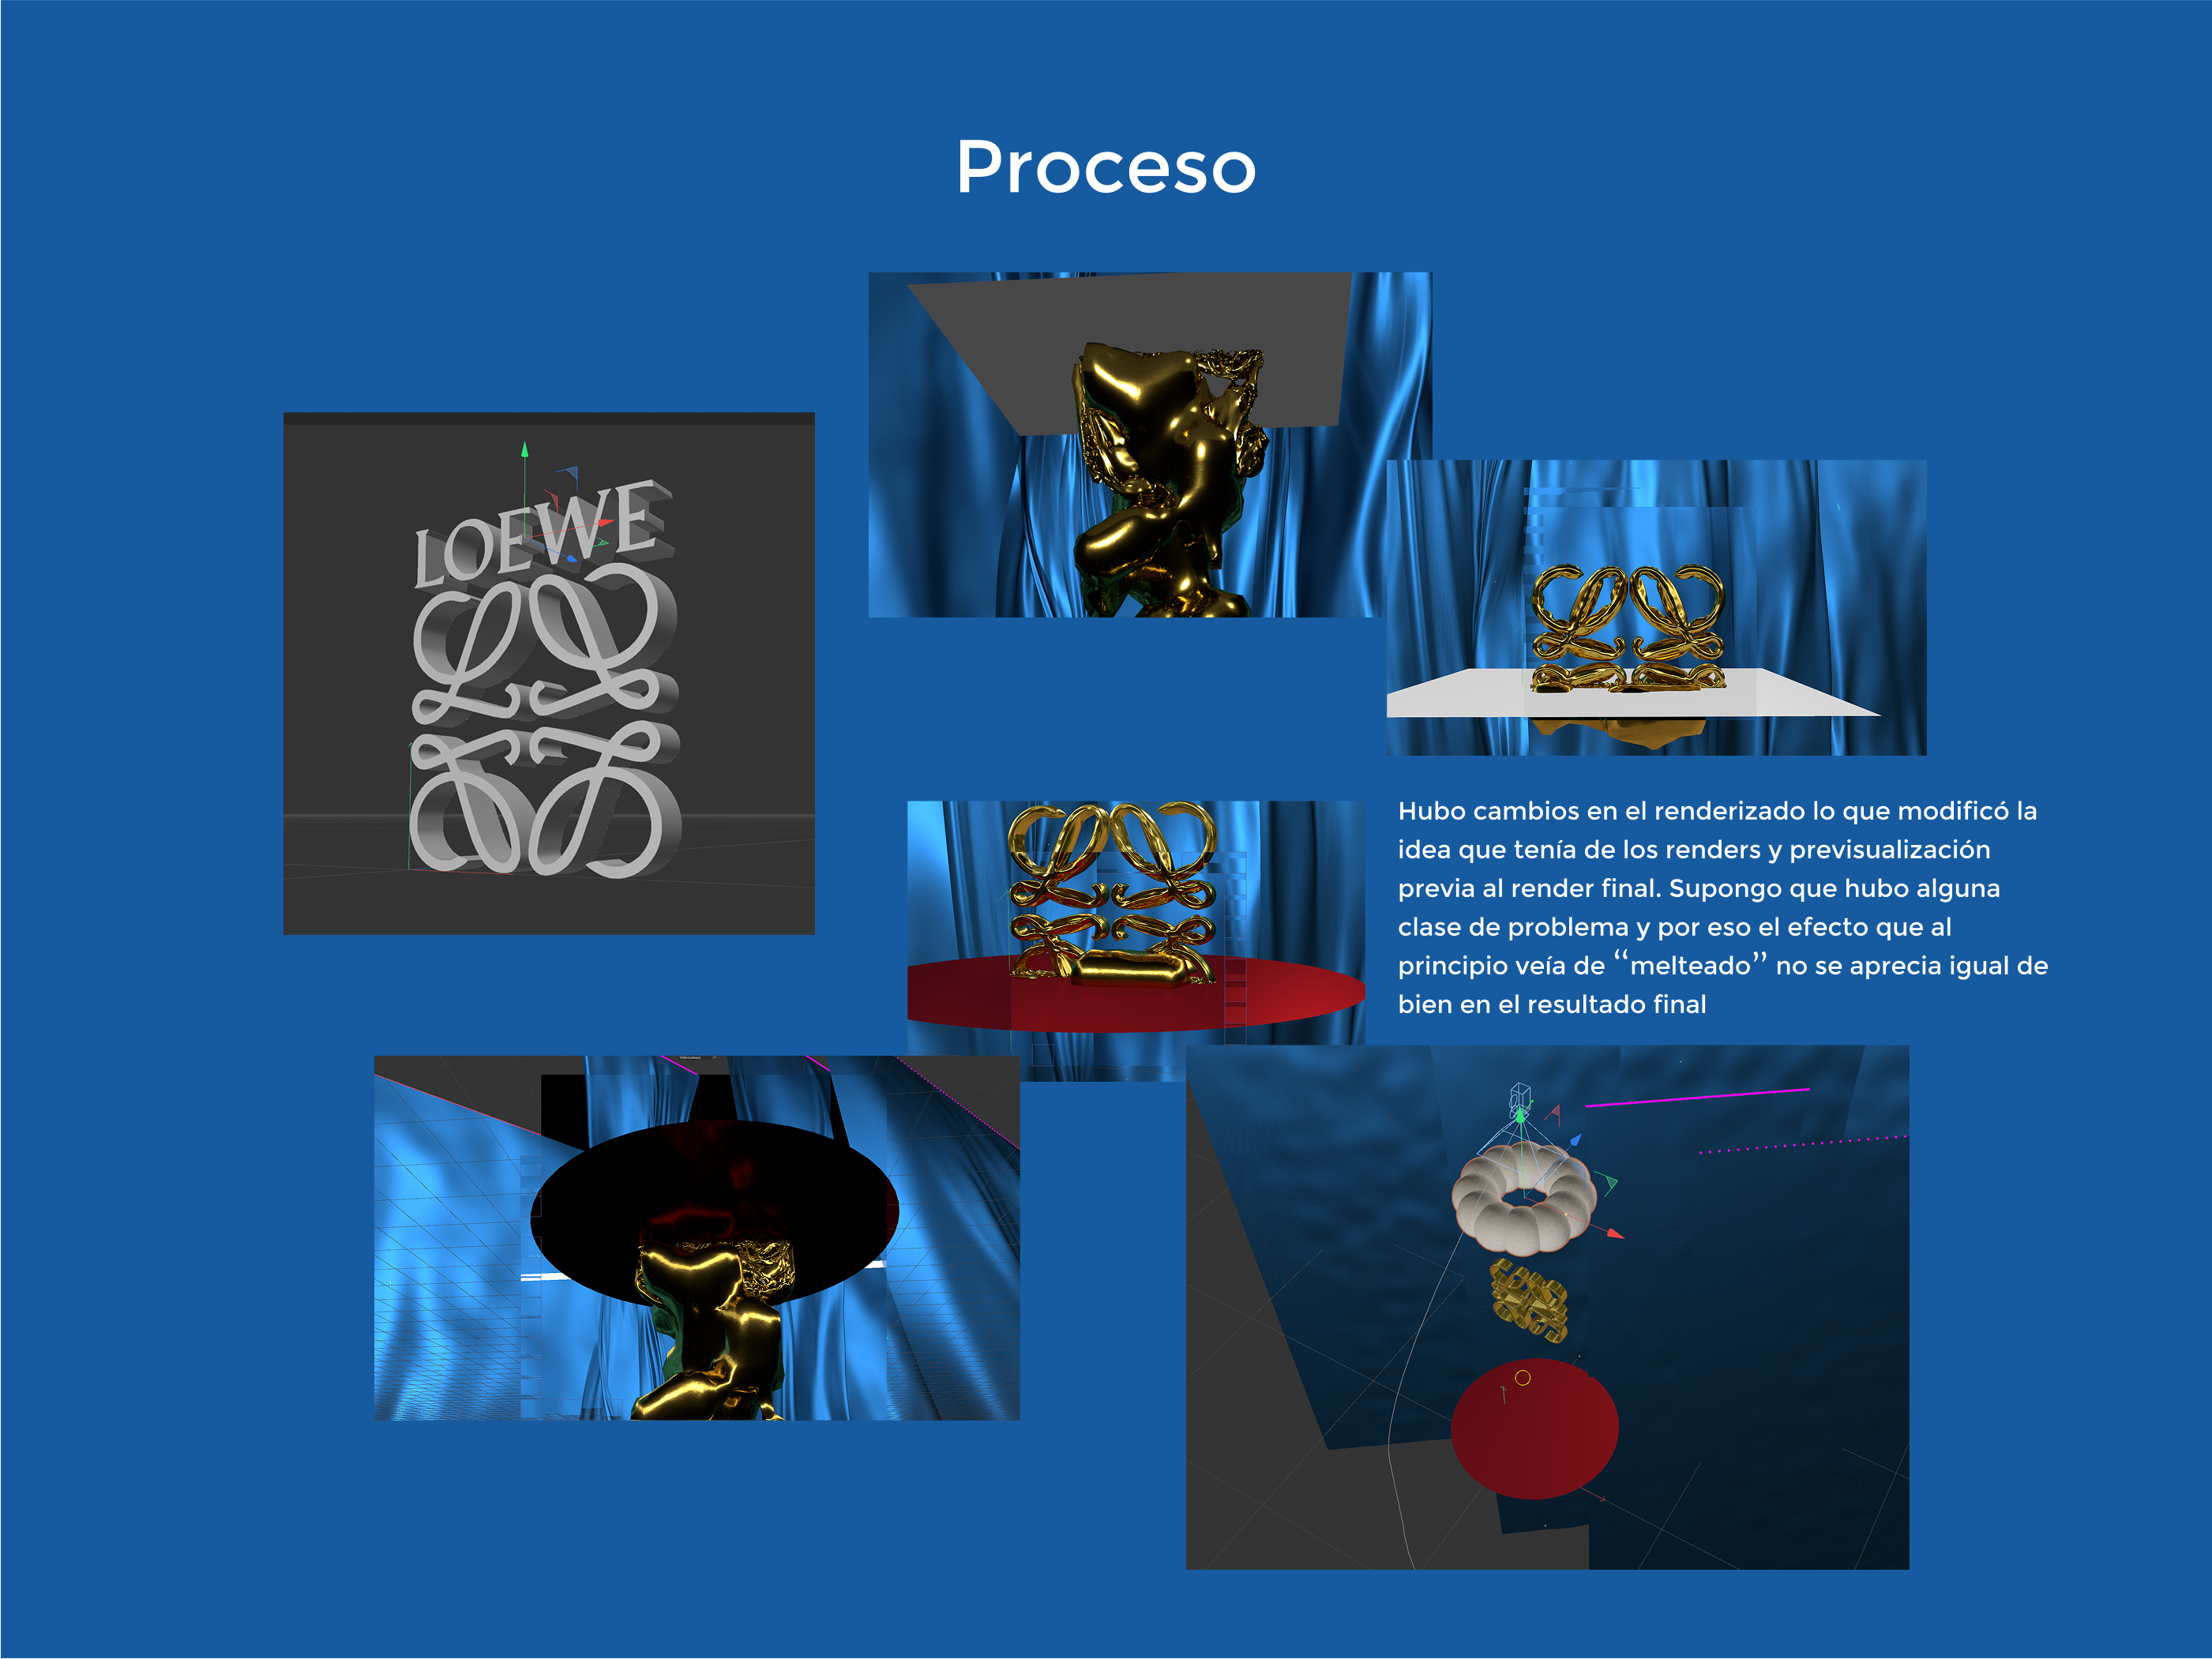 Proceso
LOEWE
Hubo cambios en el renderizado lo que modificó la
idea que tenía de los renders y previsualización
previa al render final. Supongo que hubo alguna
clase de problema y por eso el efecto que al
principio veía de “melteado” no se aprecia igual de
bien en el resultado final